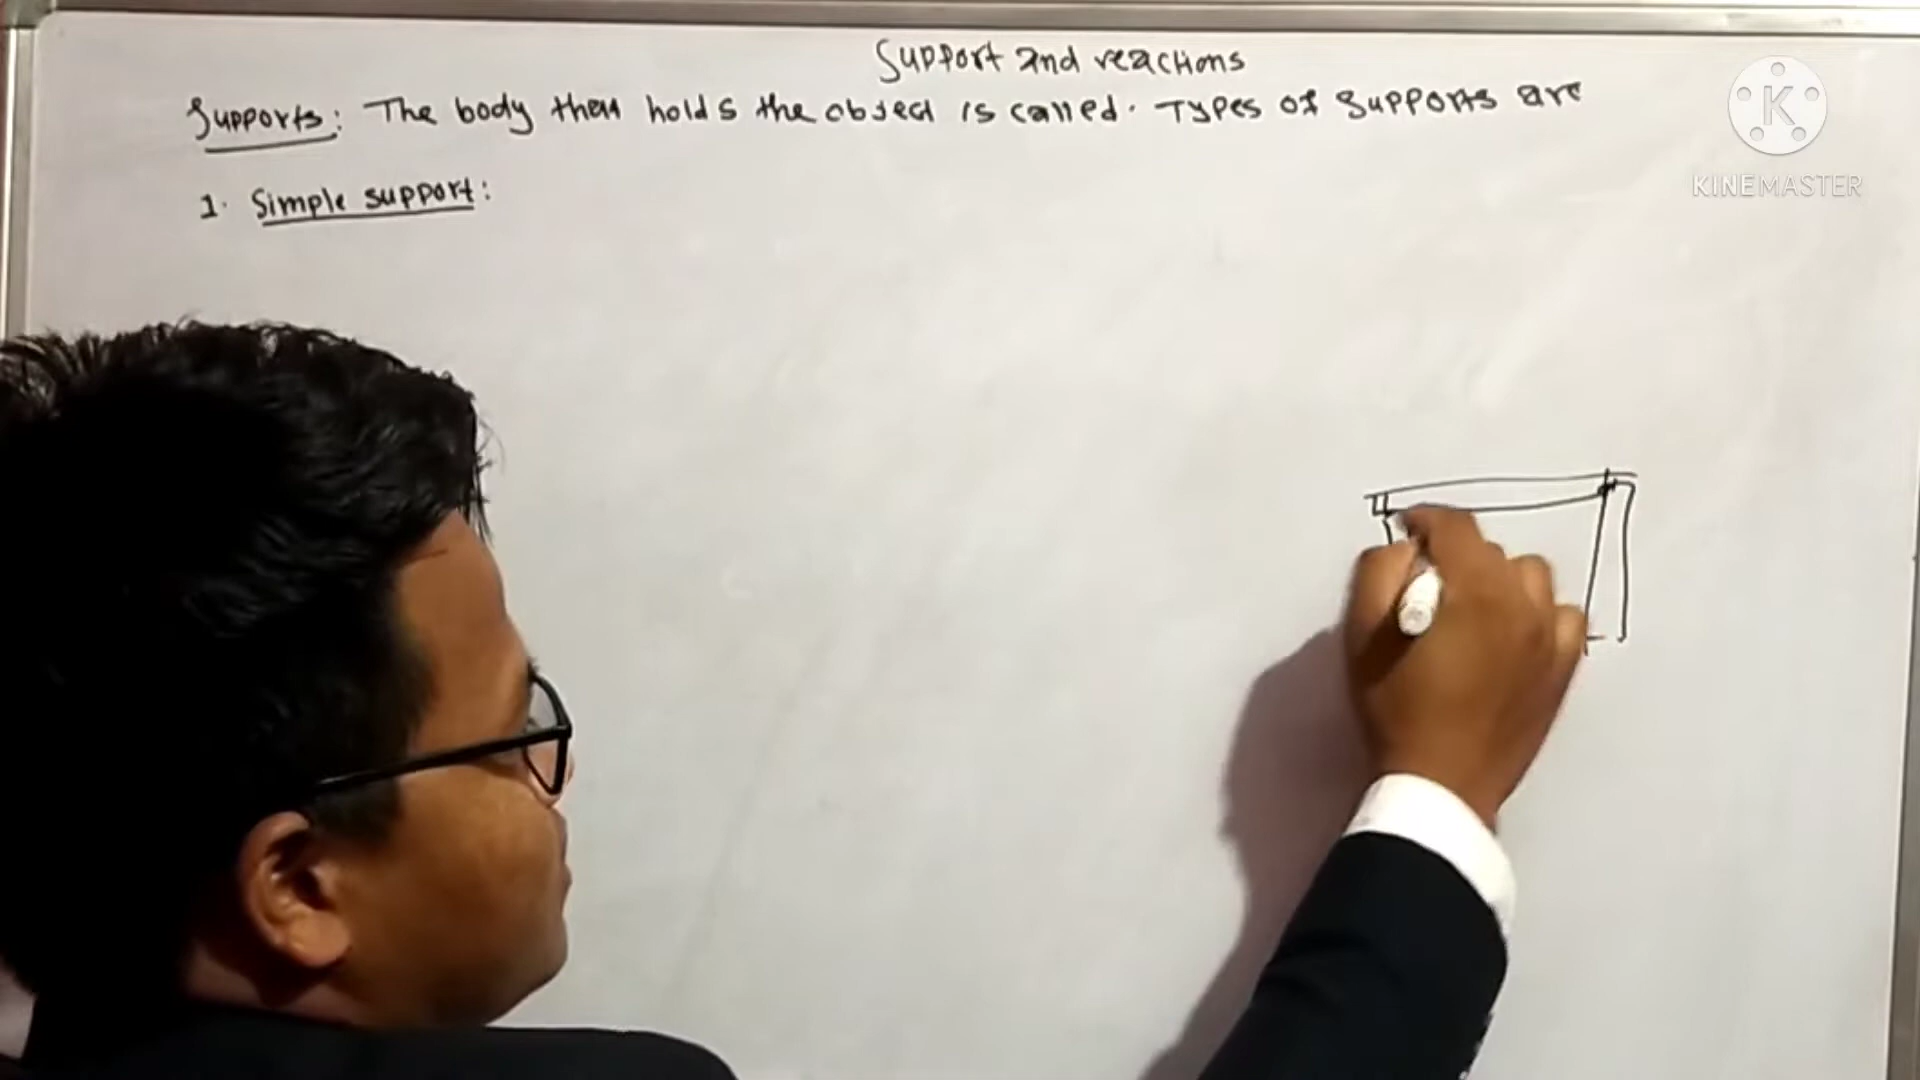 Support and reactions
Supports: The body that holds the object is called. Types of supports are
1. Simple support:
K
KINEMASTER